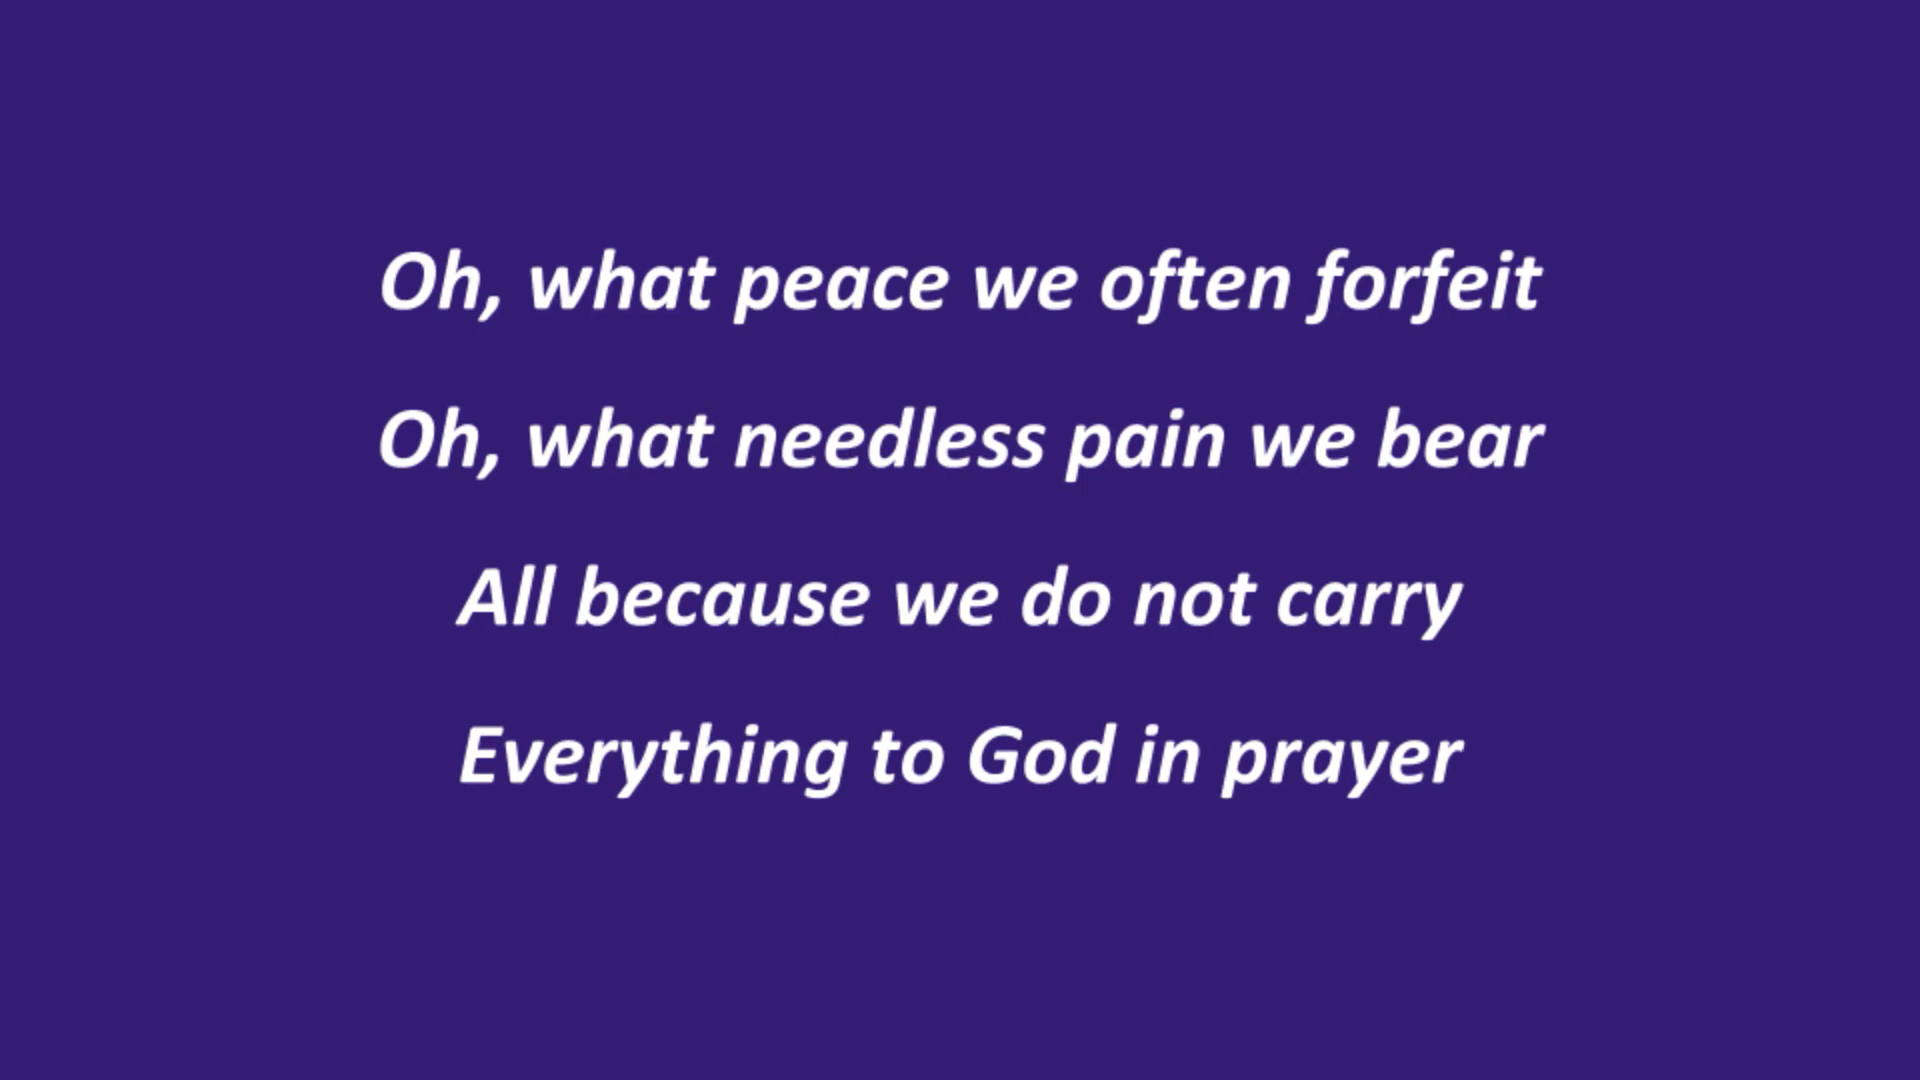 Oh, what peace we often forfeit
Oh, what needless pain we bear
All because we do not carry
Everything to God in prayer